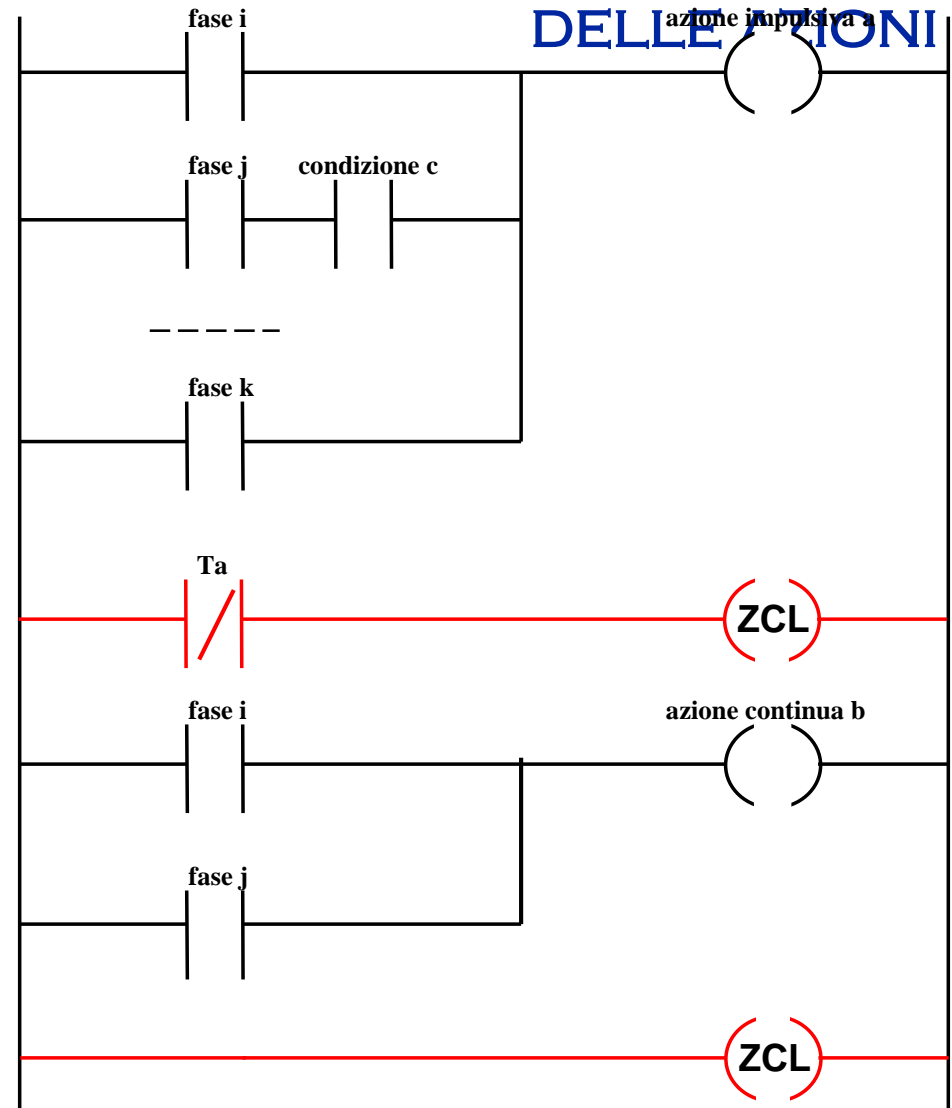 DELLE AZIONI
fase i
azione impulsiva a
fase j condizione c
fase k
Ta
ZCL
fase i
azione continua b
fase j
ZCL